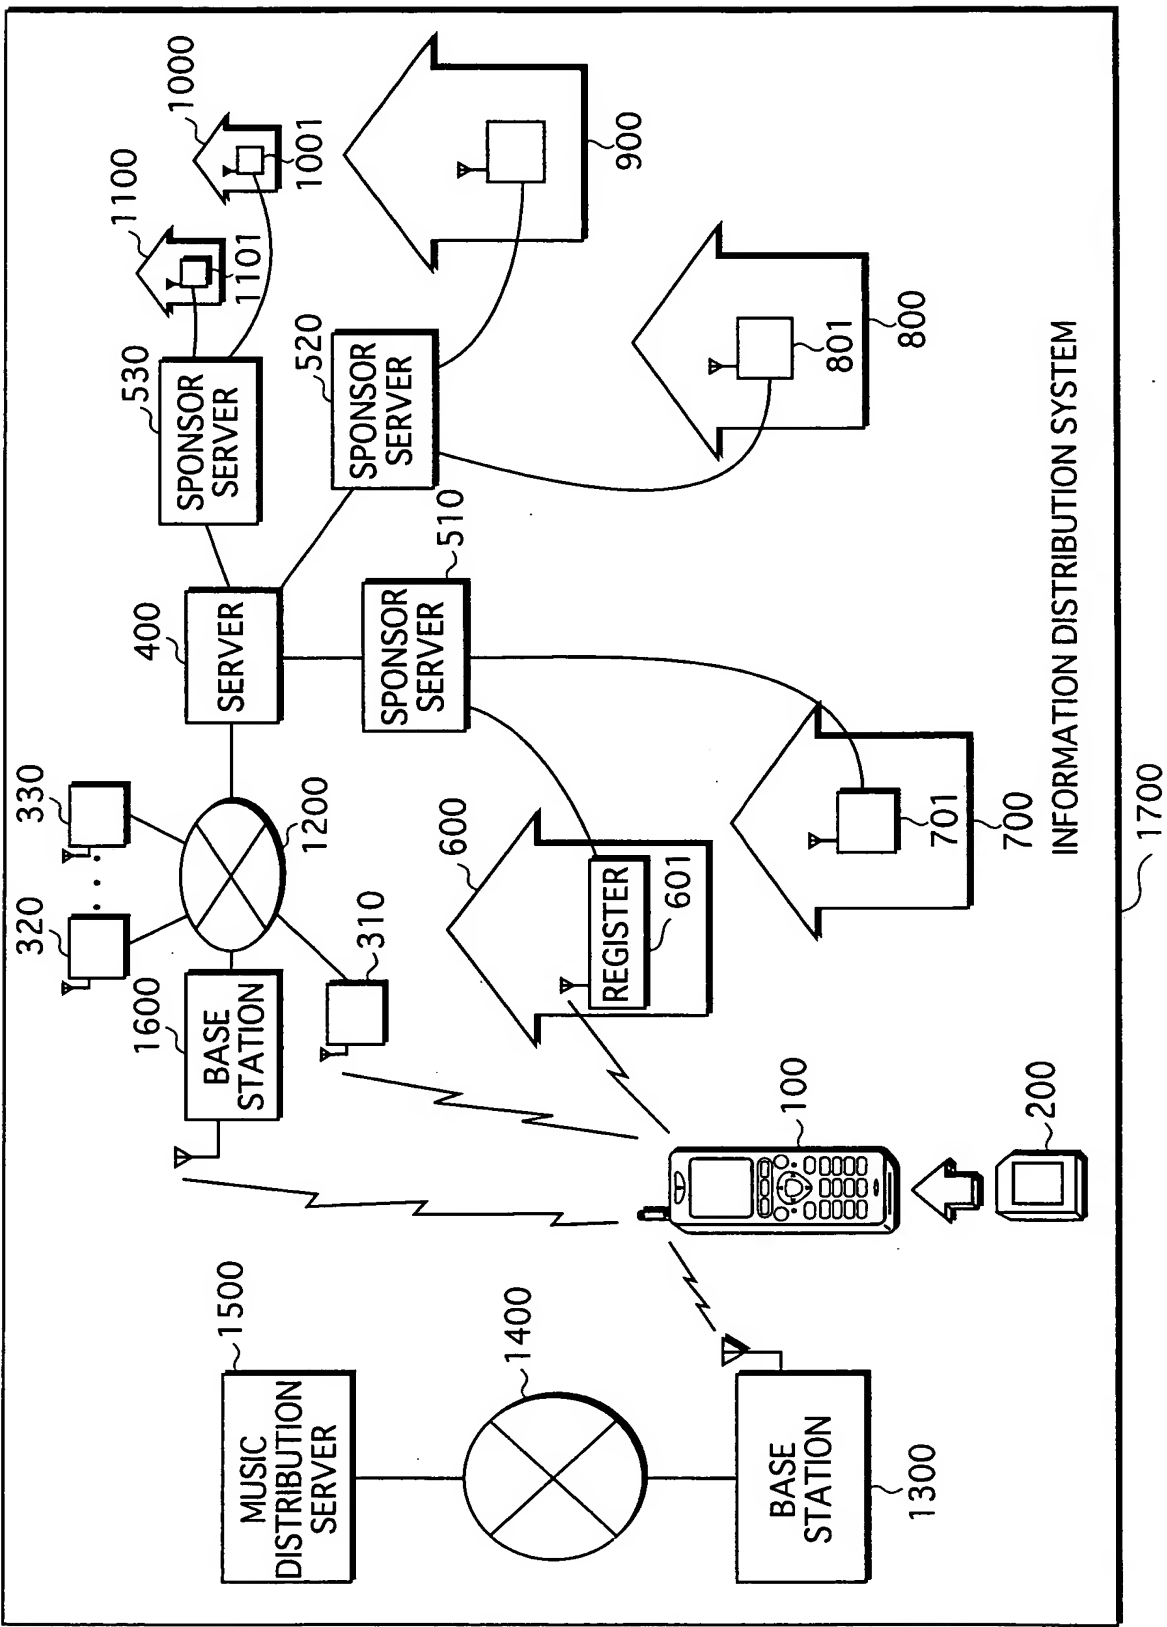 1500
MUSIC
DISTRIBUTION
SERVER
1400
BASE
STATION
1300
1600
BASE
STATION
320
330
310
1200
400
SERVER
530
SPONSOR
SERVER
520
SPONSOR
SERVER
510
SPONSOR
SERVER
1100
1101
1000
1001
900
801
800
600
REGISTER
601
701
700
100
200
INFORMATION DISTRIBUTION SYSTEM
1700